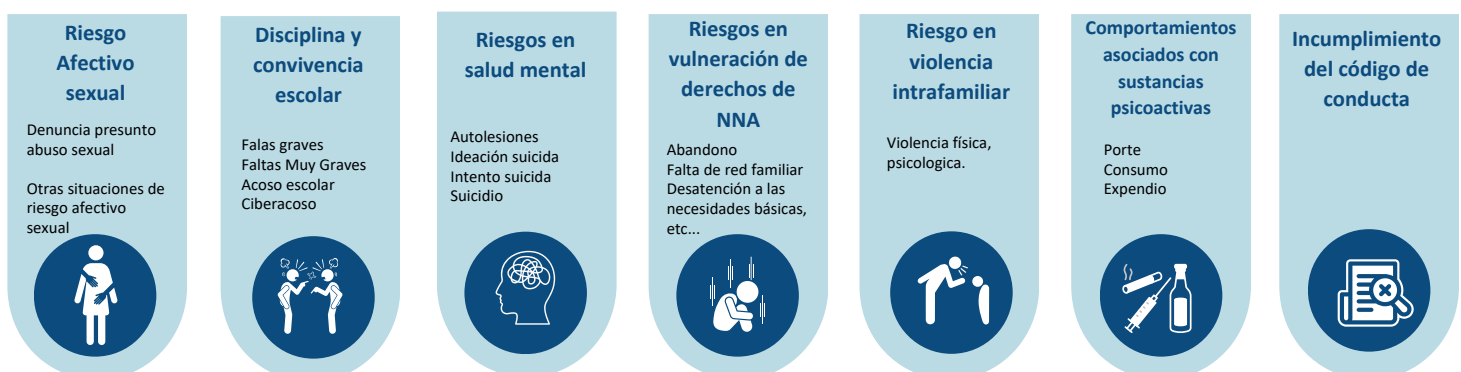 Riesgo
Afectivo
sexual
Denuncia presunto
abuso sexual
Otras situaciones de
riesgo afectivo
sexual
Disciplina y
convivencia
escolar
Falas graves
Faltas Muy Graves
Acoso escolar
Ciberacoso
Riesgos en
salud mental
Autolesiones
Ideación suicida
Intento suicida
Suicidio
Riesgos en
vulneración de
derechos de
NNA
Abandono
Falta de red familiar
Desatención a las
necesidades básicas,
etc...
Riesgo en
violencia
intrafamiliar
Violencia física,
psicologica.
Comportamientos
asociados con
sustancias
psicoactivas
Porte
Consumo
Expendio
Incumplimiento
del código de
conducta